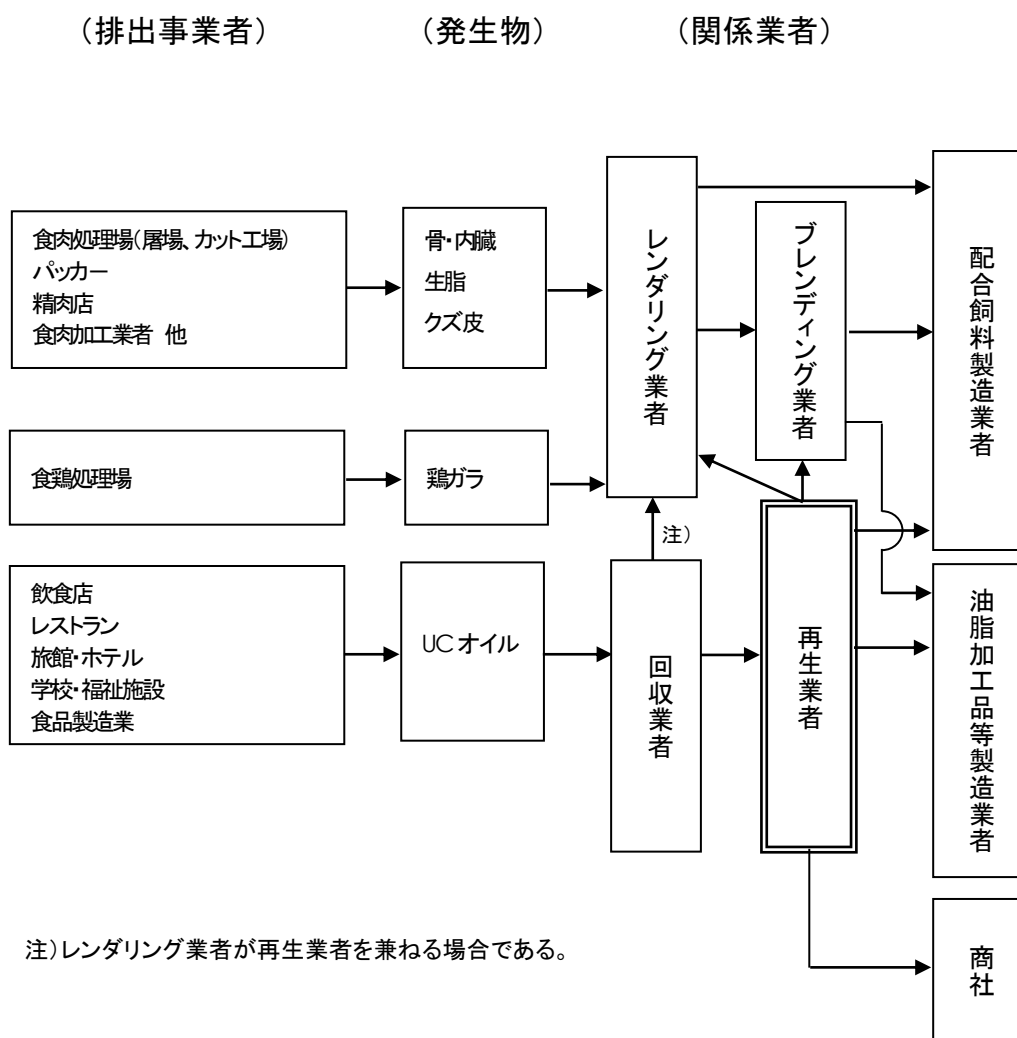 （排出事業者）
（発生物）
（関係業者）
食肉処理場（屠場、カット工場）
パッカー
精肉店
食肉加工業者 他
骨・内臓
生脂
クズ皮
レンダリング業者
ブレンディング業者
配合飼料製造業者
食鶏処理場
鶏ガラ
注）
飲食店
レストラン
旅館・ホテル
学校・福祉施設
食品製造業
UCオイル
回収業者
再生業者
油脂加工品等製造業者
商社
注）レンダリング業者が再生業者を兼ねる場合である。